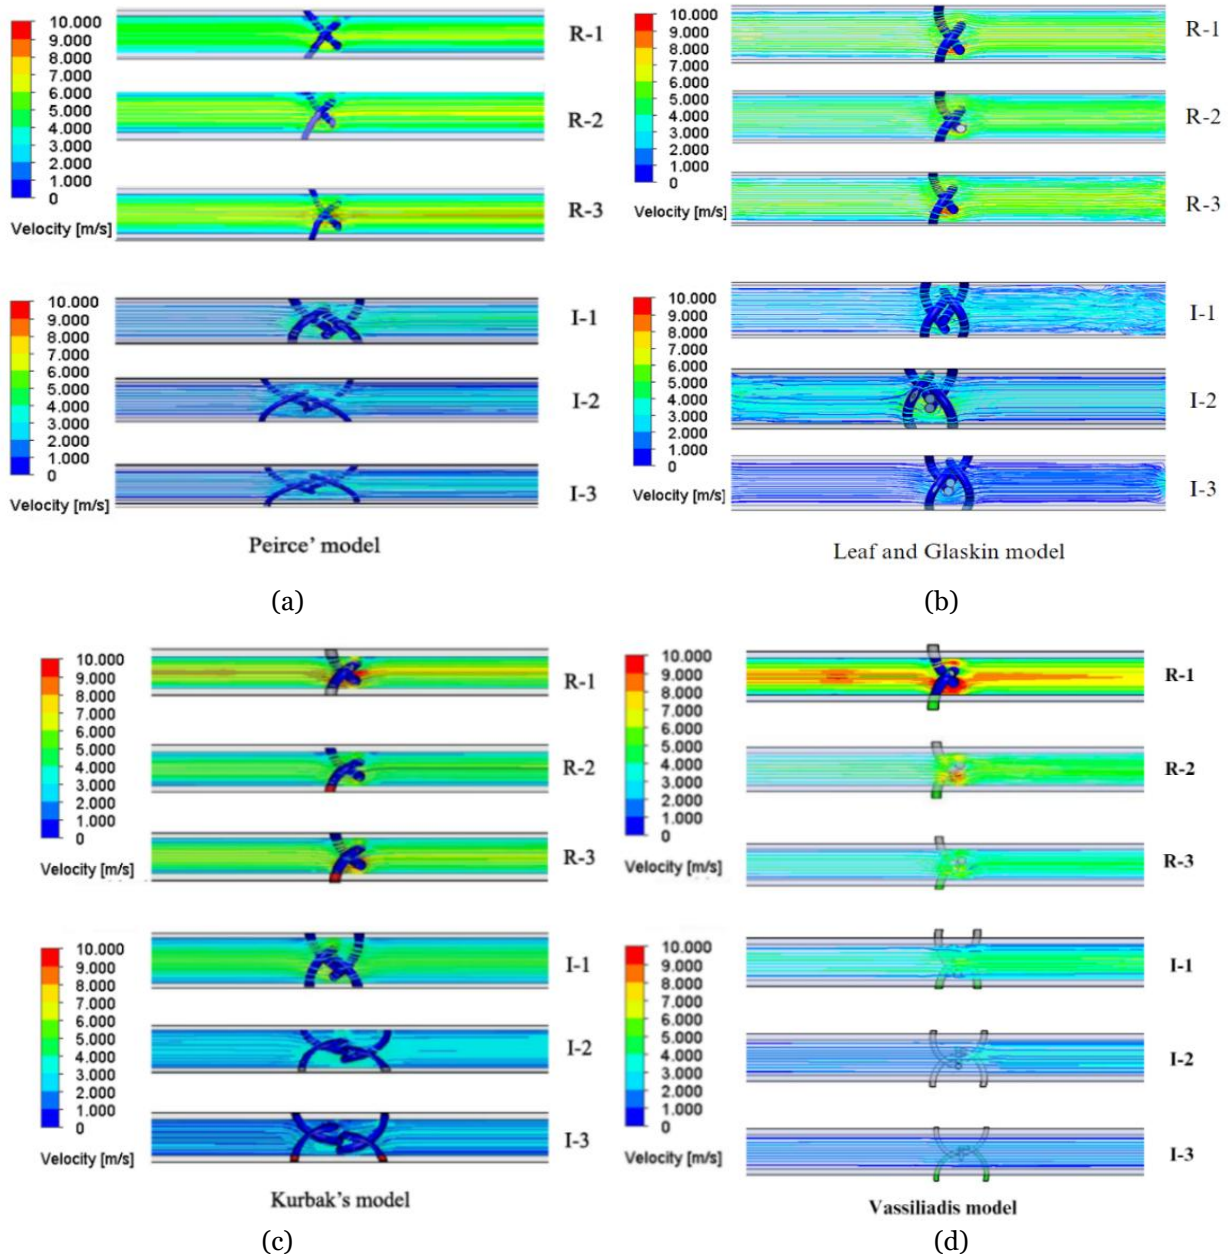 10.000
9.000
8.000
7.000
6.000
5.000
4.000
3.000
2.000
1.000
0
Velocity [m/s]
R-1
R-2
R-3
10.000
9.000
8.000
7.000
6.000
5.000
4.000
3.000
2.000
1.000
0
Velocity [m/s]
I-1
I-2
I-3
Peirce' model
(a)
10.000
9.000
8.000
7.000
6.000
5.000
4.000
3.000
2.000
1.000
0
Velocity [m/s]
R-1
R-2
R-3
10.000
9.000
8.000
7.000
6.000
5.000
4.000
3.000
2.000
1.000
0
Velocity [m/s]
I-1
I-2
I-3
Leaf and Glaskin model
(b)
10.000
9.000
8.000
7.000
6.000
5.000
4.000
3.000
2.000
1.000
0
Velocity [m/s]
R-1
R-2
R-3
10.000
9.000
8.000
7.000
6.000
5.000
4.000
3.000
2.000
1.000
0
Velocity [m/s]
I-1
I-2
I-3
Kurbak's model
(c)
10.000
9.000
8.000
7.000
6.000
5.000
4.000
3.000
2.000
1.000
0
Velocity [m/s]
R-1
R-2
R-3
10.000
9.000
8.000
7.000
6.000
5.000
4.000
3.000
2.000
1.000
0
Velocity [m/s]
I-1
I-2
I-3
Vassiliadis model
(d)